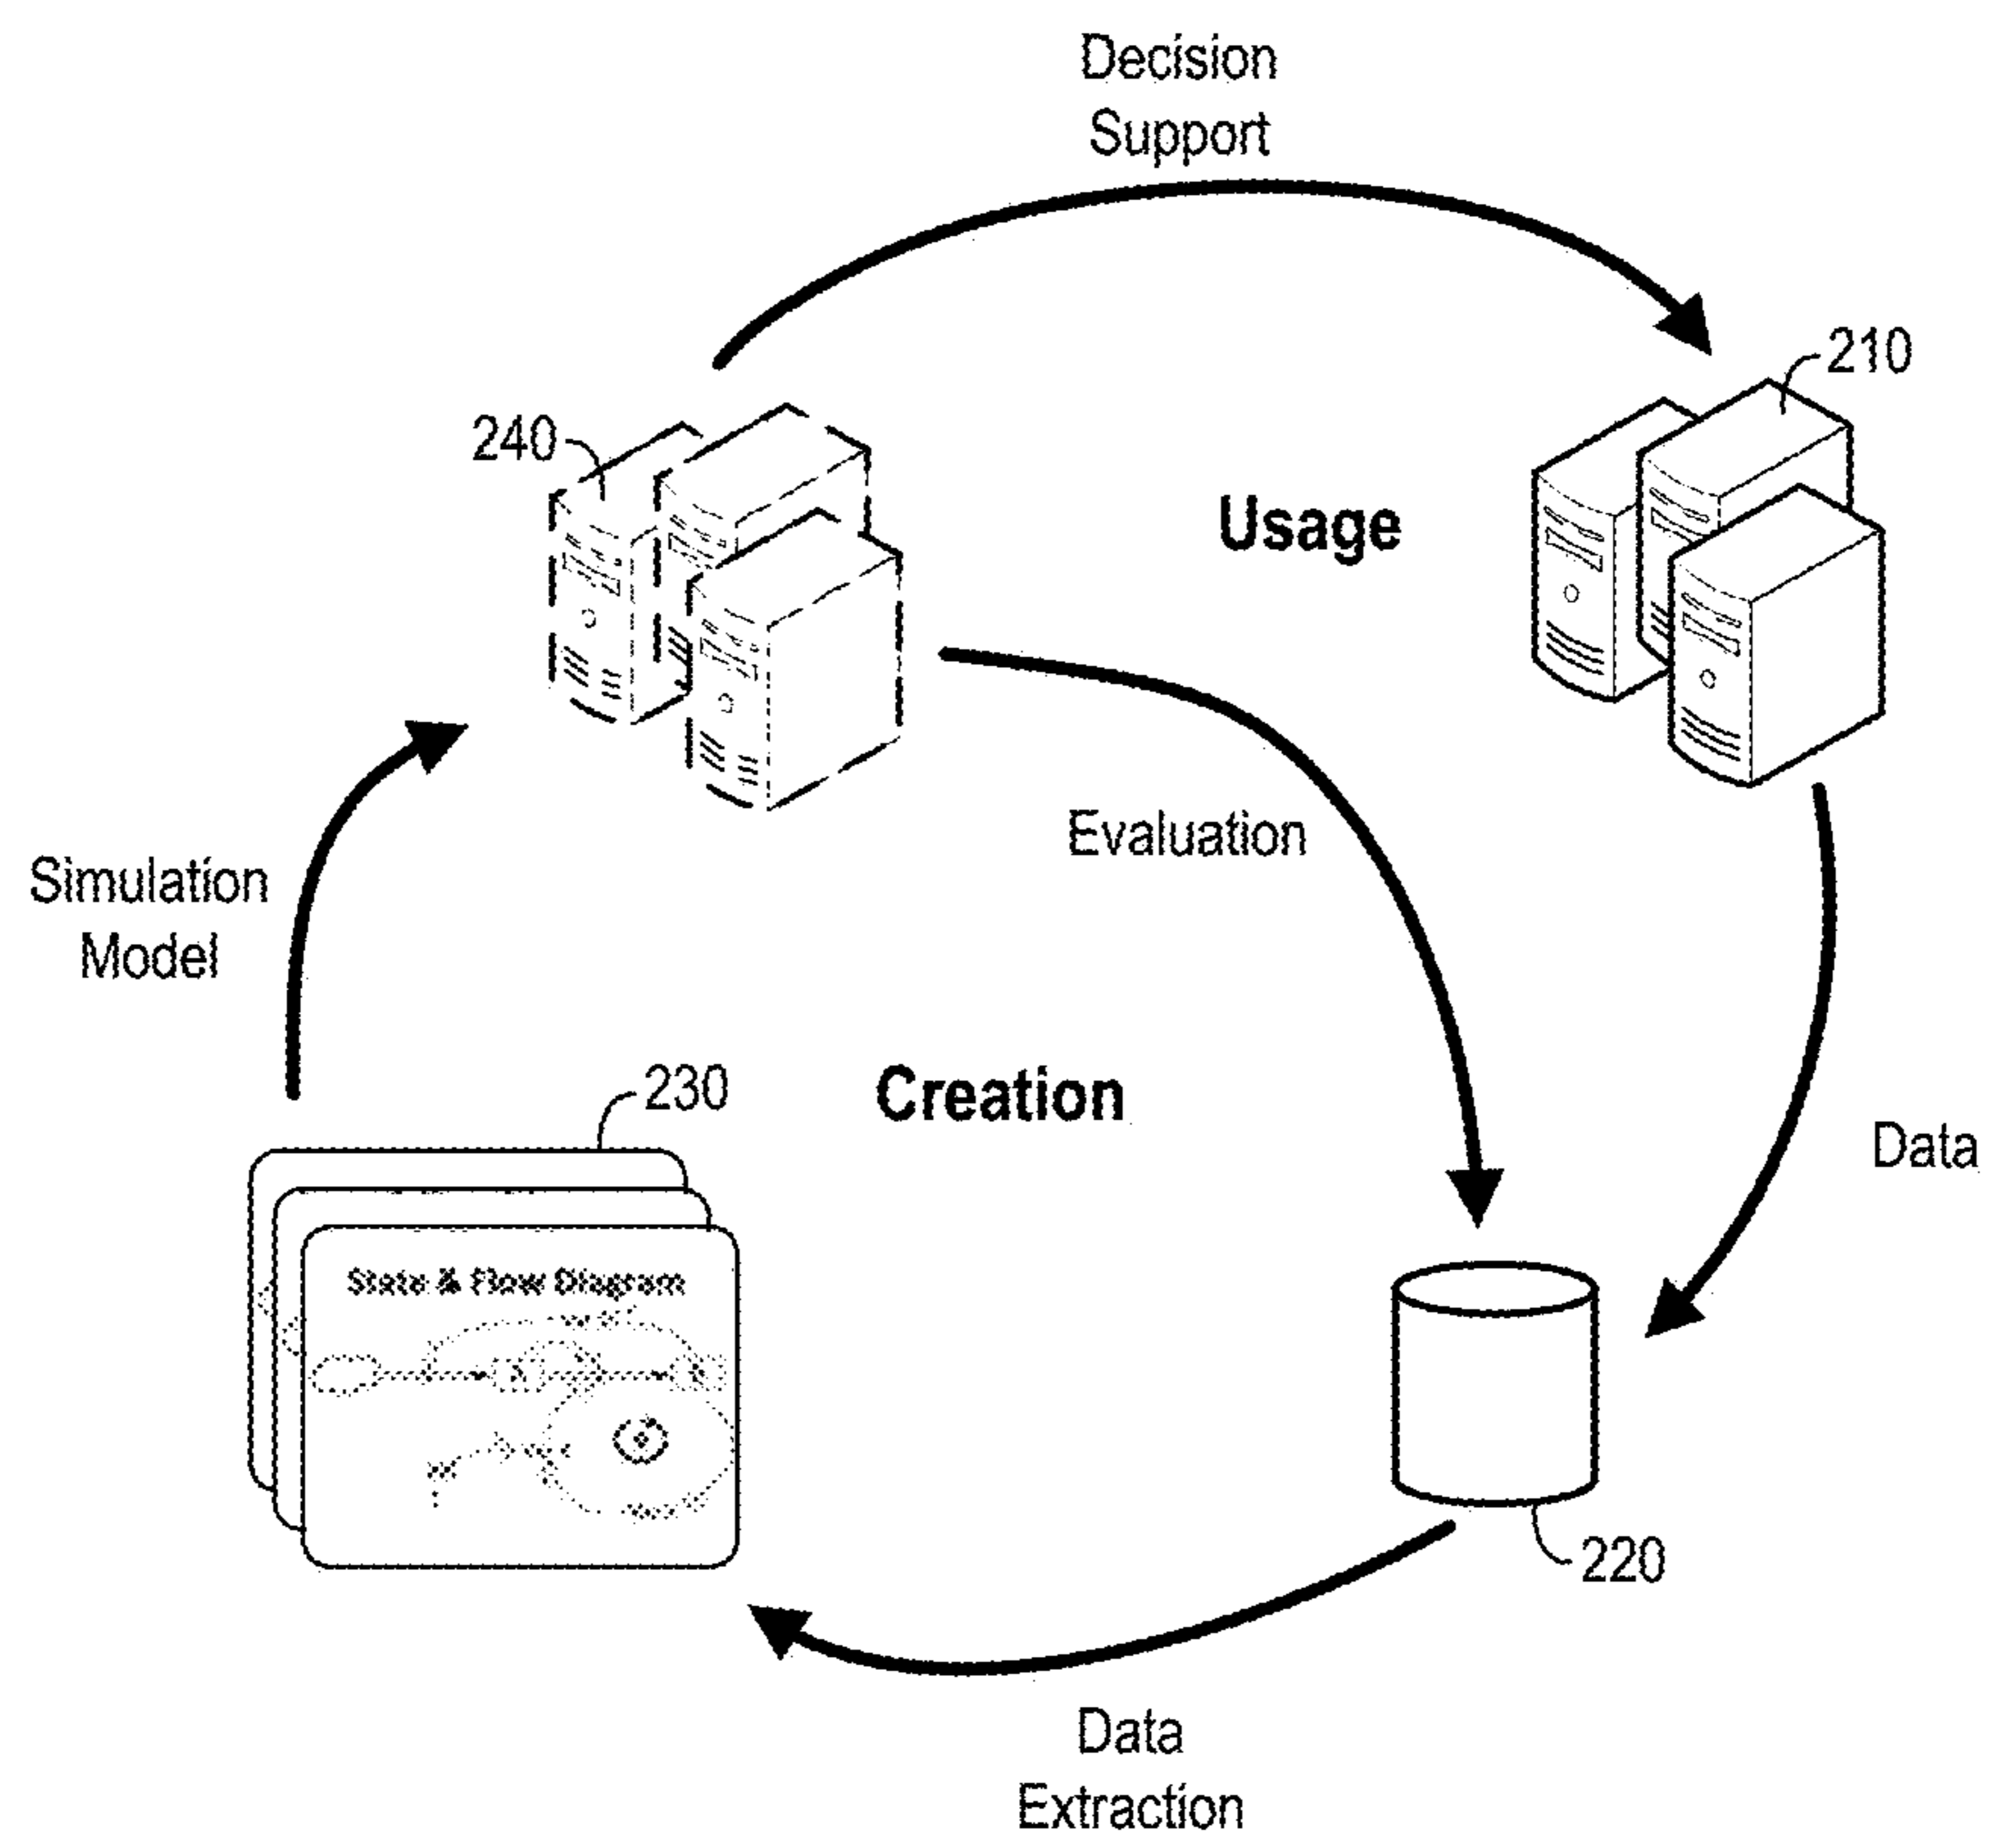 Decision
Support
210
240
Usage
Evaluation
Simulation
Model
230
Creation
Data
State & Flow Diagram
220
Data
Extraction